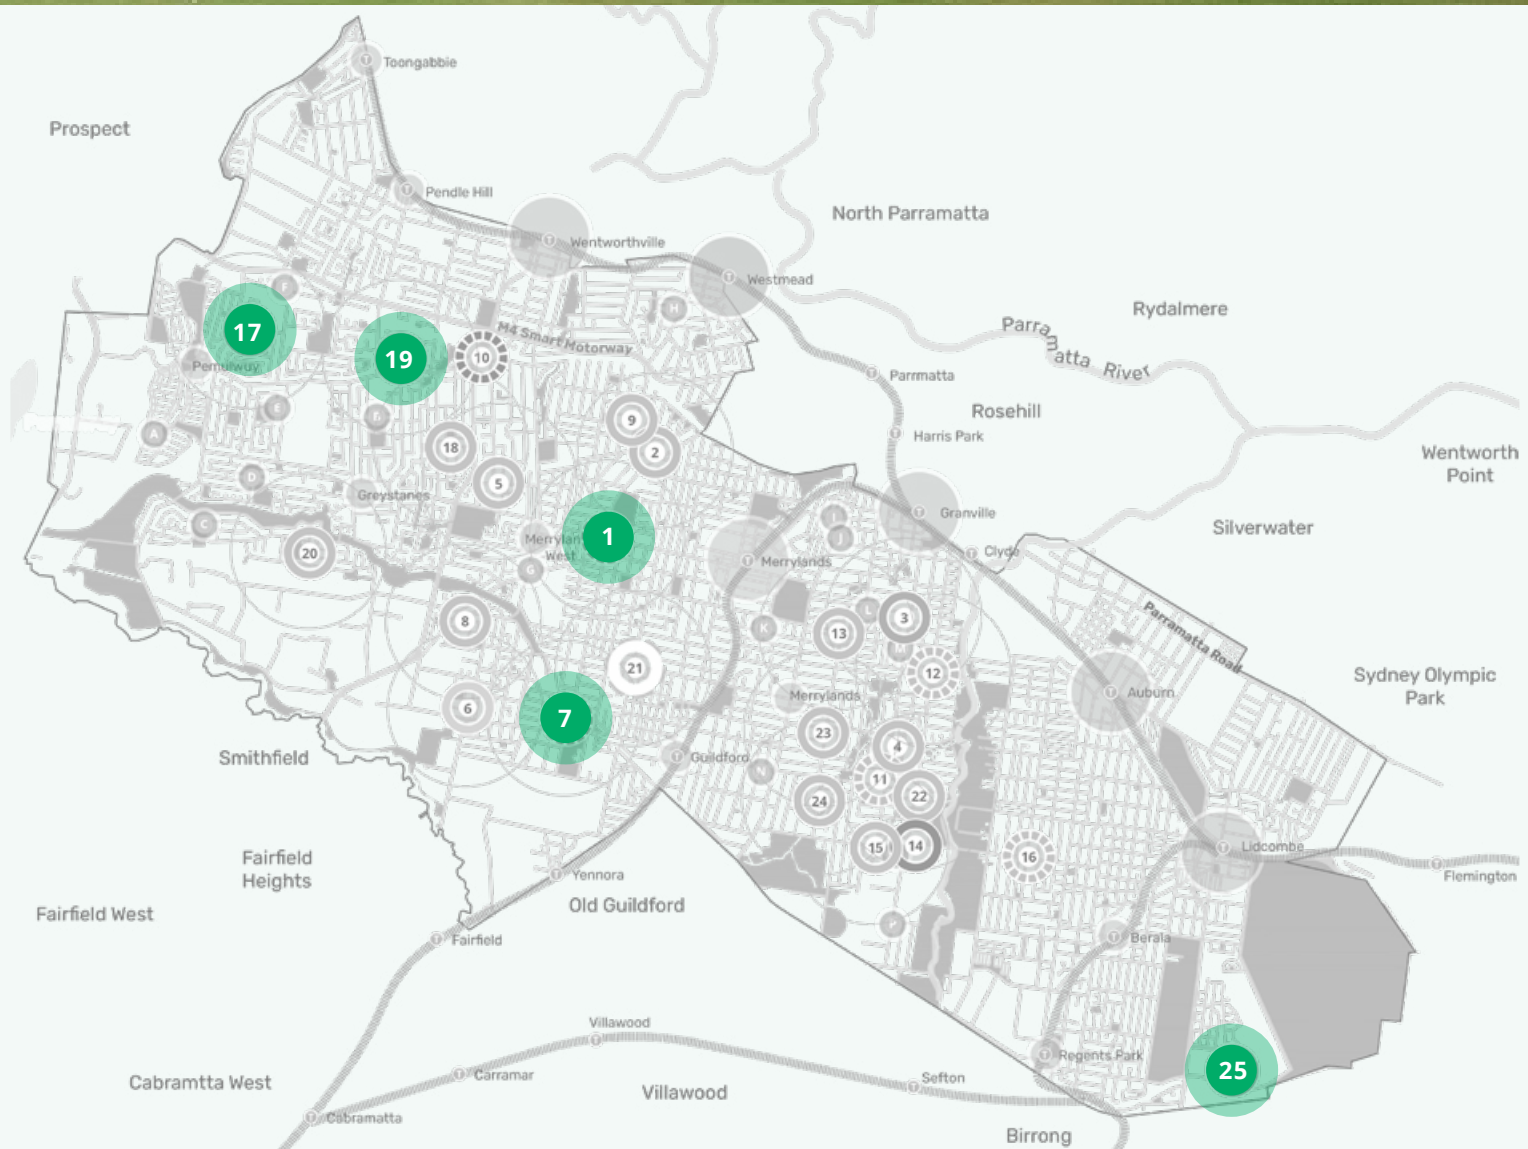 Toongabbie
Prospect
Pendle Hill
North Parramatta
Wentworthville
Westmead
F
H
Rydalmere
17
M4 Smart Motorway
Parramatta River
19
10
Pemulwuy
Parrmatta
Rosehill
E
9
A
Harris Park
18
2
Wentworth
Point
D
5
Greystanes
I
Granville
C
Silverwater
1
Merrylan
West
J
20
Clyde
Merrylands
G
L
3
Parramatta Road
8
K
13
M
21
12
Sydney Olympic
Park
Auburn
Merrylands
6
7
23
4
Smithfield
Guildford
N
11
24
22
15
14
Lidcombe
16
Fairfield
Heights
Flemington
Yennora
Old Guildford
Fairfield West
Fairfield
Berala
Villawood
Regents Park
25
Cabramtta West
Carramar
Sefton
Villawood
Cabramatta
Birrong